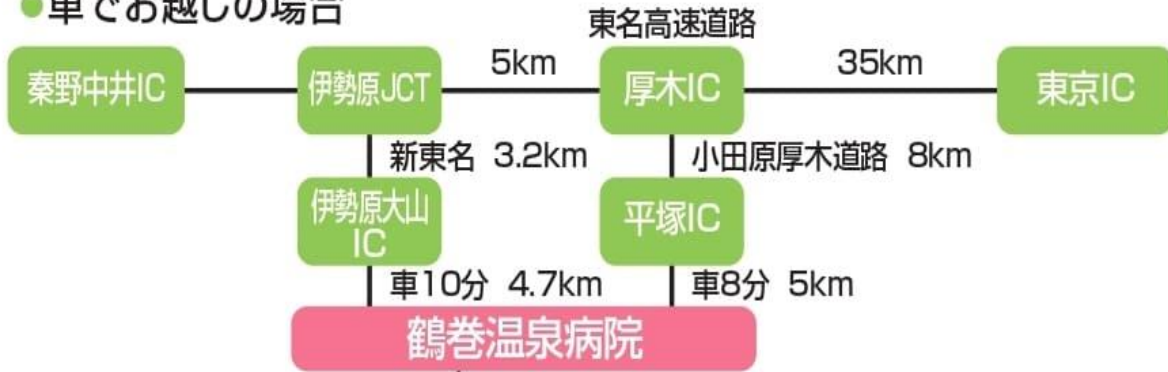 ●車でお越しの場合
東名高速道路
秦野中井IC
伊勢原JCT
5km
厚木IC
35km
東京IC
新東名 3.2km
小田原厚木道路 8km
伊勢原大山
IC
平塚IC
車10分 4.7km
車8分 5km
鶴巻温泉病院